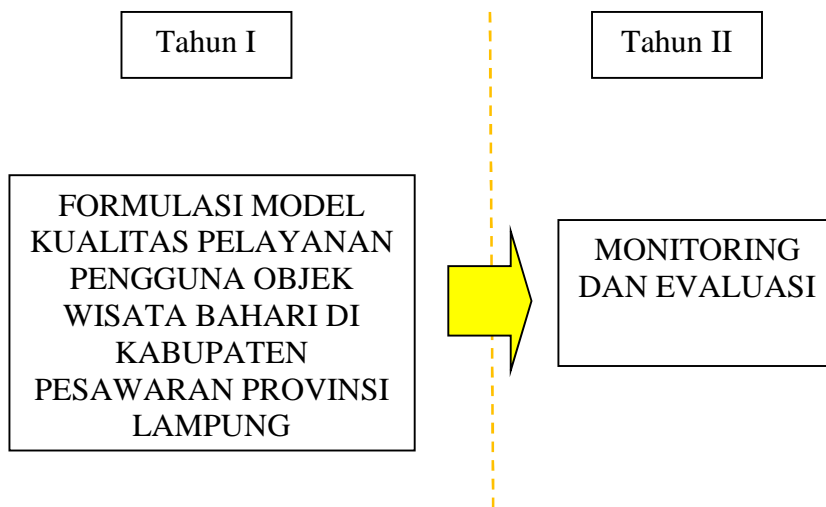 Tahun I
Tahun II
FORMULASI MODEL
KUALITAS PELAYANAN
PENGGUNA OBJEK
WISATA BAHARI DI
KABUPATEN
PESAWARAN PROVINSI
LAMPUNG
MONITORING
DAN EVALUASI